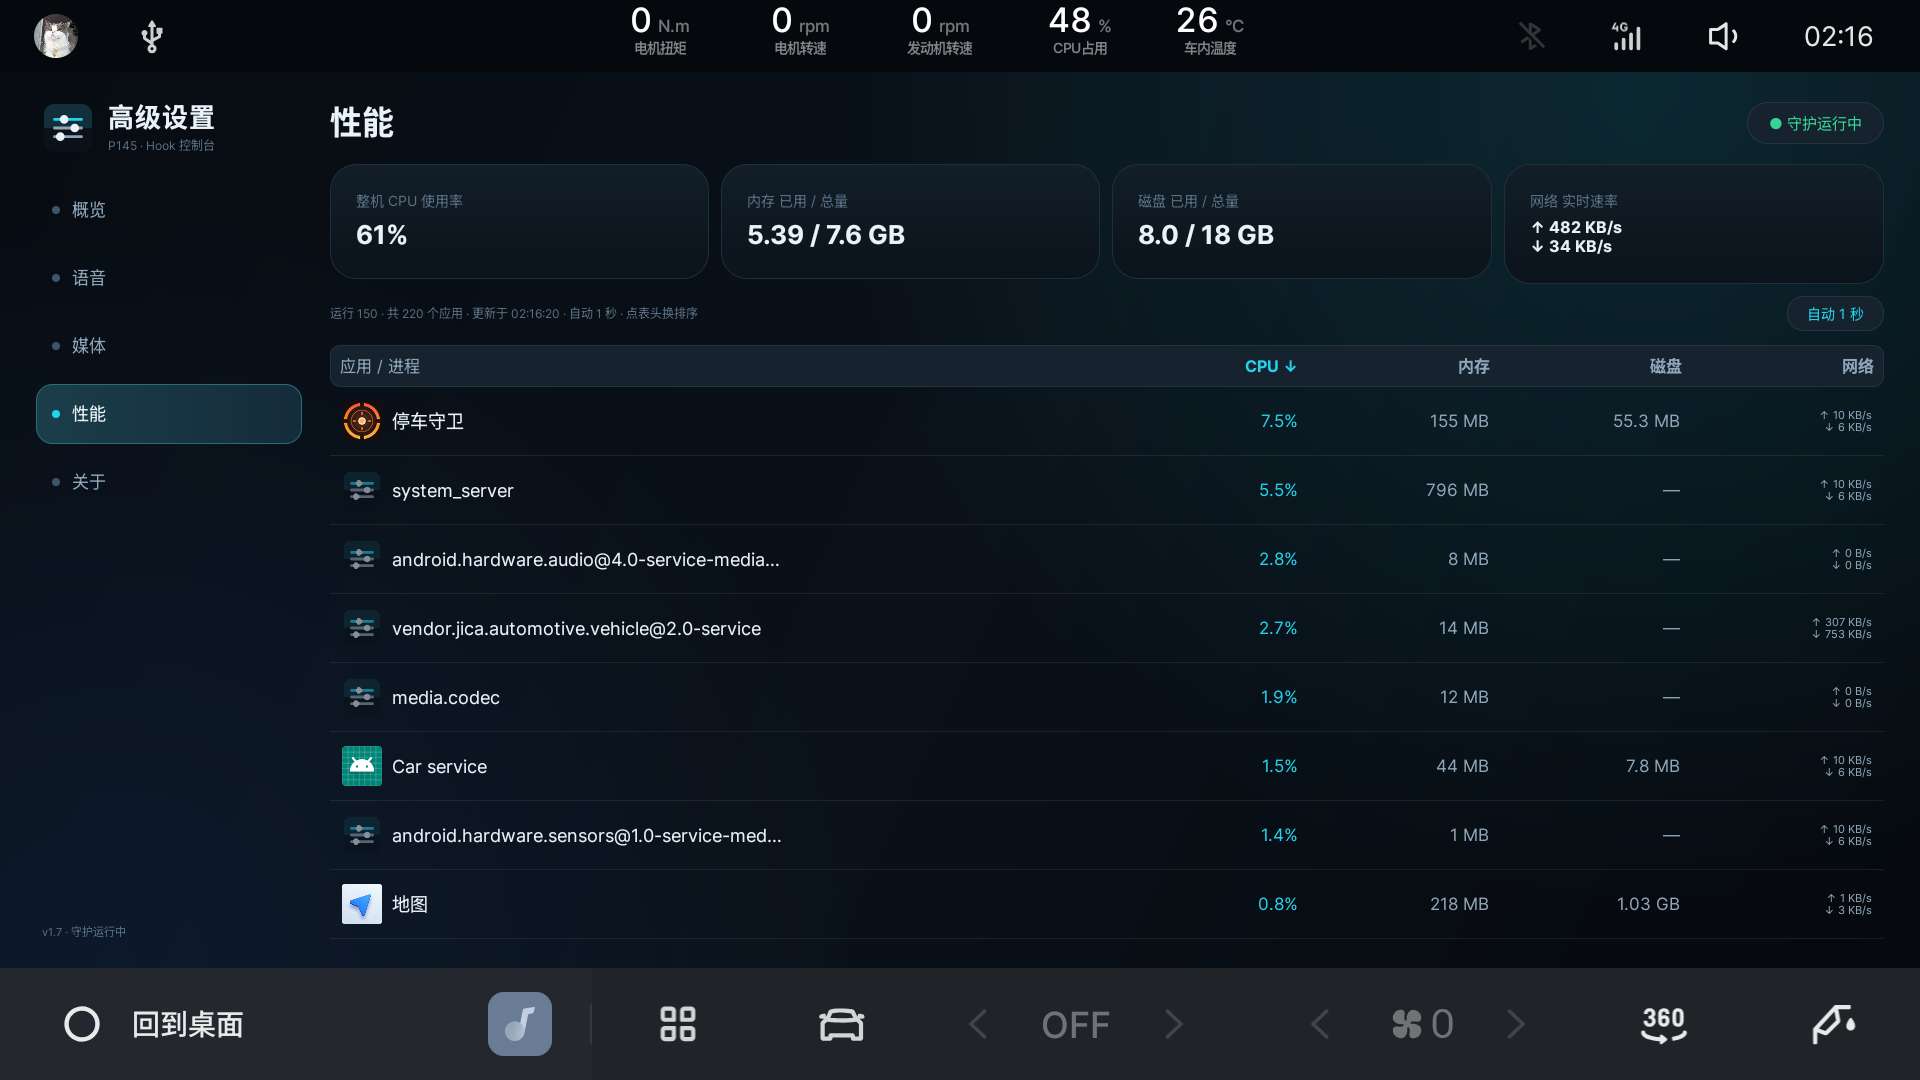 0 N.m
电机扭矩
0 rpm
电机转速
0 rpm
发动机转速
48 %
CPU占用
26 °C
车内温度
4G
02:16
高级设置
P145 · Hook 控制台
概览
语音
媒体
性能
关于
v1.7 · 守护运行中
性能
守护运行中
整机 CPU 使用率
61%
内存 已用 / 总量
5.39 / 7.6 GB
磁盘 已用 / 总量
8.0 / 18 GB
网络 实时速率
↑ 482 KB/s
↓ 34 KB/s
运行 150 · 共 220 个应用 · 更新于 02:16:20 · 自动 1 秒 · 点表头换排序
自动 1 秒
应用 / 进程 CPU ↓ 内存 磁盘 网络
停车守卫 7.5% 155 MB 55.3 MB ↑ 10 KB/s
↓ 6 KB/s
system_server 5.5% 796 MB — ↑ 10 KB/s
↓ 6 KB/s
android.hardware.audio@4.0-service-media... 2.8% 8 MB — ↑ 0 B/s
↓ 0 B/s
vendor.jica.automotive.vehicle@2.0-service 2.7% 14 MB — ↑ 307 KB/s
↓ 753 KB/s
media.codec 1.9% 12 MB — ↑ 0 B/s
↓ 0 B/s
Car service 1.5% 44 MB 7.8 MB ↑ 10 KB/s
↓ 6 KB/s
android.hardware.sensors@1.0-service-med... 1.4% 1 MB — ↑ 10 KB/s
↓ 6 KB/s
地图 0.8% 218 MB 1.03 GB ↑ 1 KB/s
↓ 3 KB/s
回到桌面
OFF
0
360